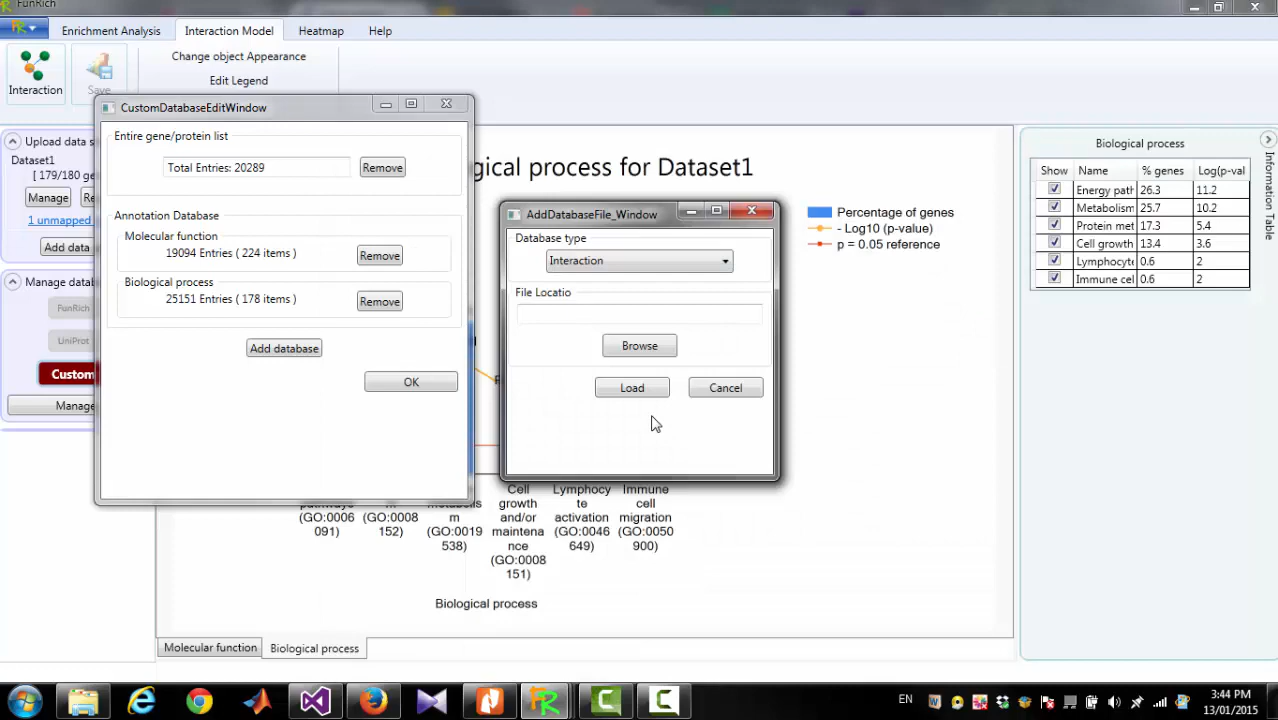 FunRich
Enrichment Analysis
Interaction Model
Heatmap
Help
Interaction
Save
Change object Appearance
Edit Legend
Upload data s
Dataset1
[ 179/180 ge
Manage
Re
1 unmapped
Add data
Manage datab
FunRich
UniProt
Custom
Manage
CustomDatabaseEditWindow
Entire gene/protein list
Total Entries: 20289
Remove
Annotation Database
Molecular function
19094 Entries ( 224 items )
Remove
Biological process
25151 Entries ( 178 items )
Remove
Add database
OK
gical process for Dataset1
AddDatabaseFile_Window
Database type
Interaction
File Locatio
Browse
Load
Cancel
Percentage of genes
- Log10 (p-value)
p = 0.05 reference
(GO:0006
091)
(GO:0008
152)
metabolis
m
(GO:0019
538)
Cell
growth
and/or
maintena
nce
(GO:0008
151)
Lymphocy
te
activation
(GO:0046
649)
Immune
cell
migration
(GO:0050
900)
Biological process
Molecular function
Biological process
Biological process
Show Name % genes Log(p-val
Energy path 26.3 11.2
Metabolism 25.7 10.2
Protein met 17.3 5.4
Cell growth 13.4 3.6
Lymphocyte 0.6 2
Immune cel 0.6 2
Information Table
EN
3:44 PM
13/01/2015